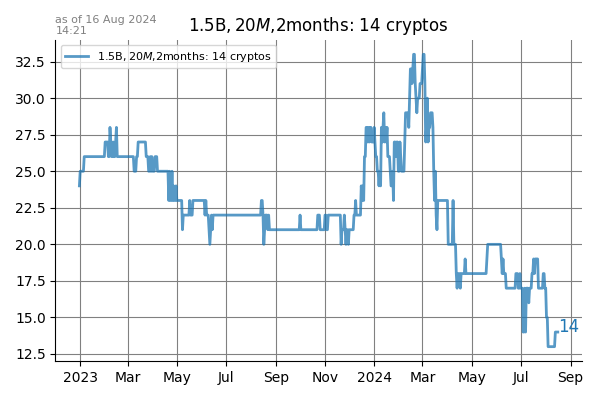 as of 16 Aug 2024
14:21
1.5B, 20M,2months: 14 cryptos
1.5B, 20M,2months: 14 cryptos
32.5
30.0
27.5
25.0
22.5
20.0
17.5
15.0
12.5
14
2023 Mar May Jul Sep Nov 2024 Mar May Jul Sep